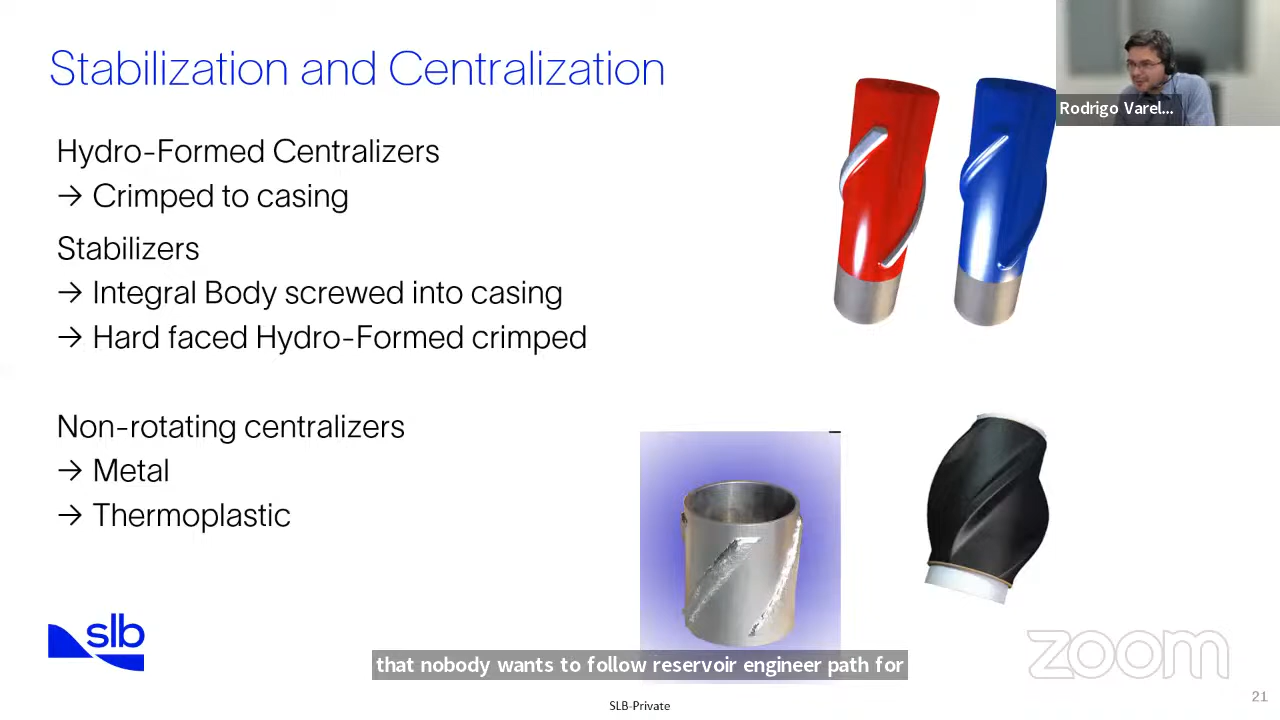 Stabilization and Centralization
Rodrigo Varel...
Hydro-Formed Centralizers
→ Crimped to casing
Stabilizers
→ Integral Body screwed into casing
→ Hard faced Hydro-Formed crimped
Non-rotating centralizers
→ Metal
→ Thermoplastic
slb
zoom
that nobody wants to follow reservoir engineer path for
21
SLB-Private